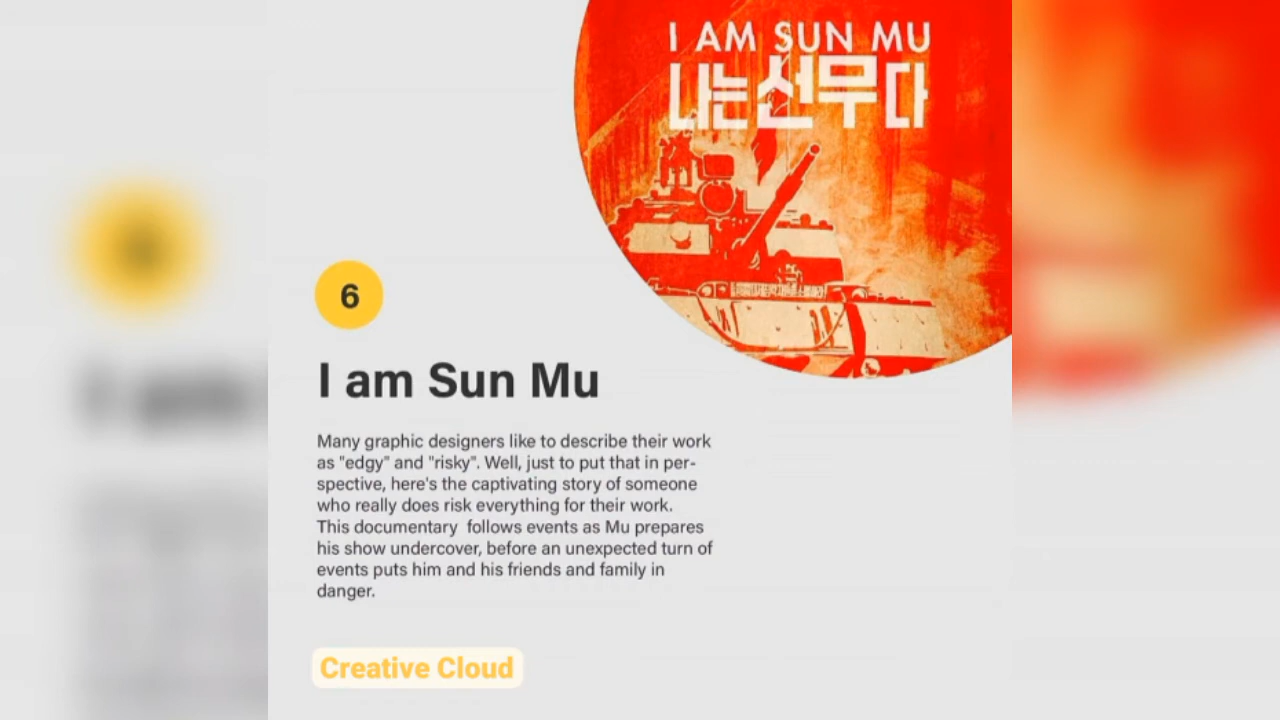 I AM SUN MU
나는선무다
6
I am Sun Mu
Many graphic designers like to describe their work
as "edgy" and "risky". Well, just to put that in per-
spective, here's the captivating story of someone
who really does risk everything for their work.
This documentary  follows events as Mu prepares
his show undercover, before an unexpected turn of
events puts him and his friends and family in
danger.
Creative Cloud